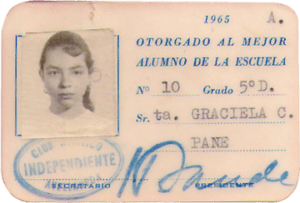 1965 A.
OTORGADO AL MEJOR
ALUMNO DE LA ESCUELA
Nº 10 Grado 5º D.
Sr. ta. GRACIELA C.
PANE
CLUB
INDEPENDIENTE
SECRETARIO PRESIDENTE